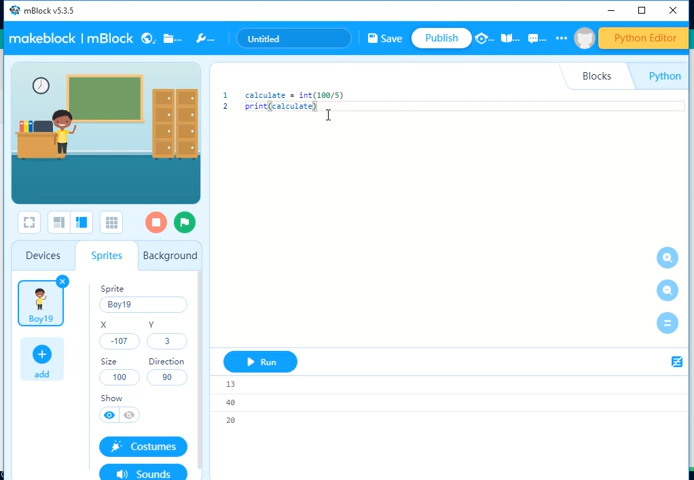 mBlock v5.3.5
makeblock | mBlock
Untitled
Save
Publish
Python Editor
Blocks
Python
1 calculate = int(100/5)
2 print(calculate)
Devices
Sprites
Background
Boy19
add
Sprite
Boy19
X
Y
-107
3
Size
Direction
100
90
Show
Costumes
Sounds
Run
13
40
20